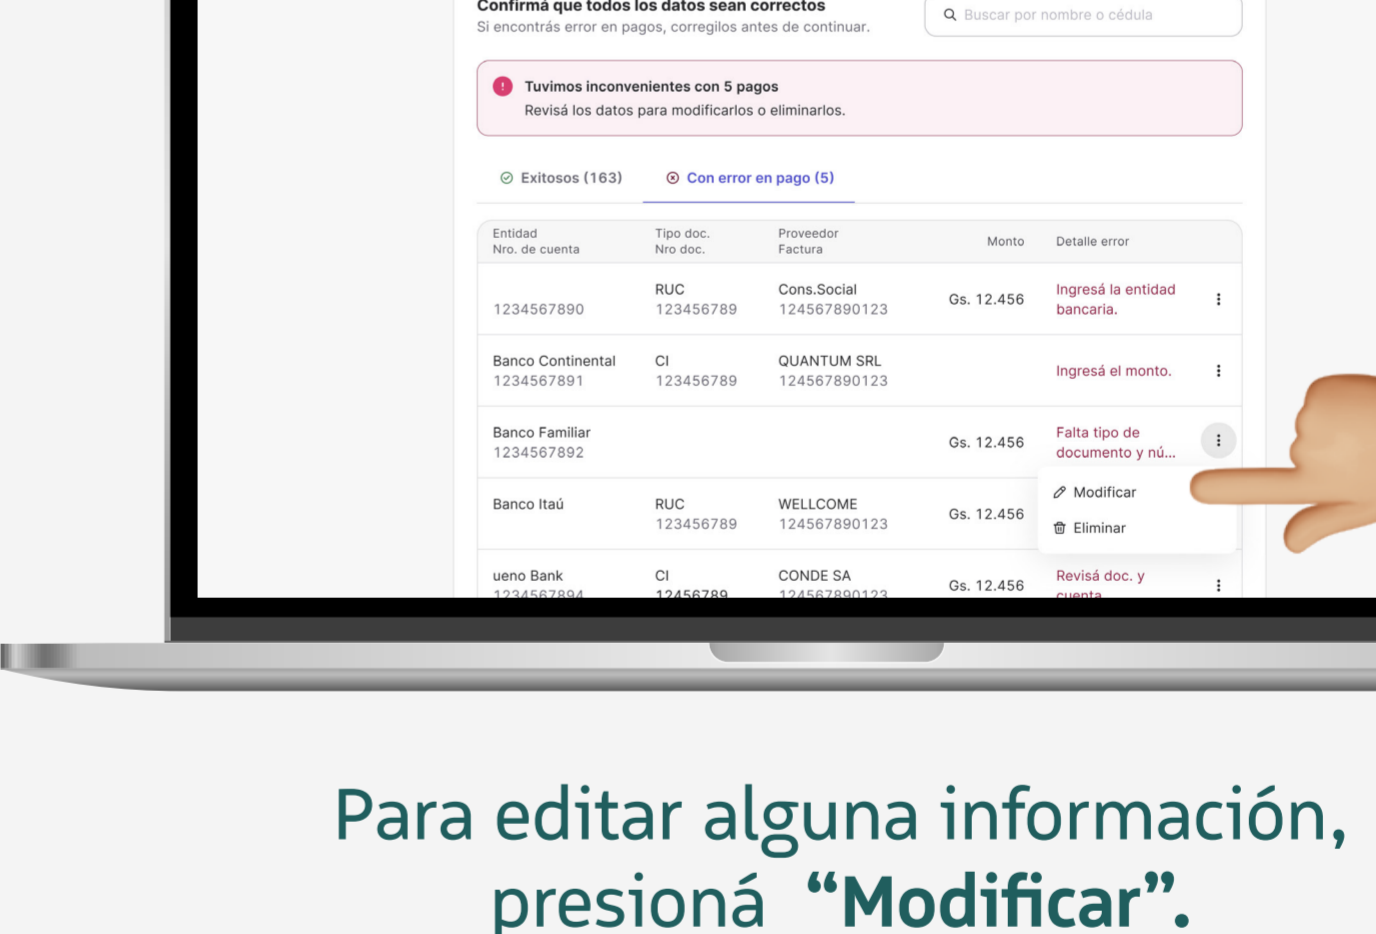 Confirmá que todos los datos sean correctos
Si encontrás error en pagos, corregilos antes de continuar.
Buscar por nombre o cédula
Tuvimos inconvenientes con 5 pagos
Revisá los datos para modificarlos o eliminarlos.
Exitosos (163)
Con error en pago (5)
Entidad
Nro. de cuenta
Tipo doc.
Nro doc.
Proveedor
Factura
Monto
Detalle error
1234567890
RUC
123456789
Cons.Social
124567890123
Gs. 12.456
Ingresá la entidad
bancaria.
Banco Continental
1234567891
CI
123456789
QUANTUM SRL
124567890123
Ingresá el monto.
Banco Familiar
1234567892
Gs. 12.456
Falta tipo de
documento y nú...
Modificar
Eliminar
Banco Itaú
RUC
123456789
WELLCOME
124567890123
Gs. 12.456
ueno Bank
1234567894
CI
12456789
CONDE SA
124567890123
Gs. 12.456
Revisá doc. y
cuenta
Para editar alguna información,
presioná “Modificar”.